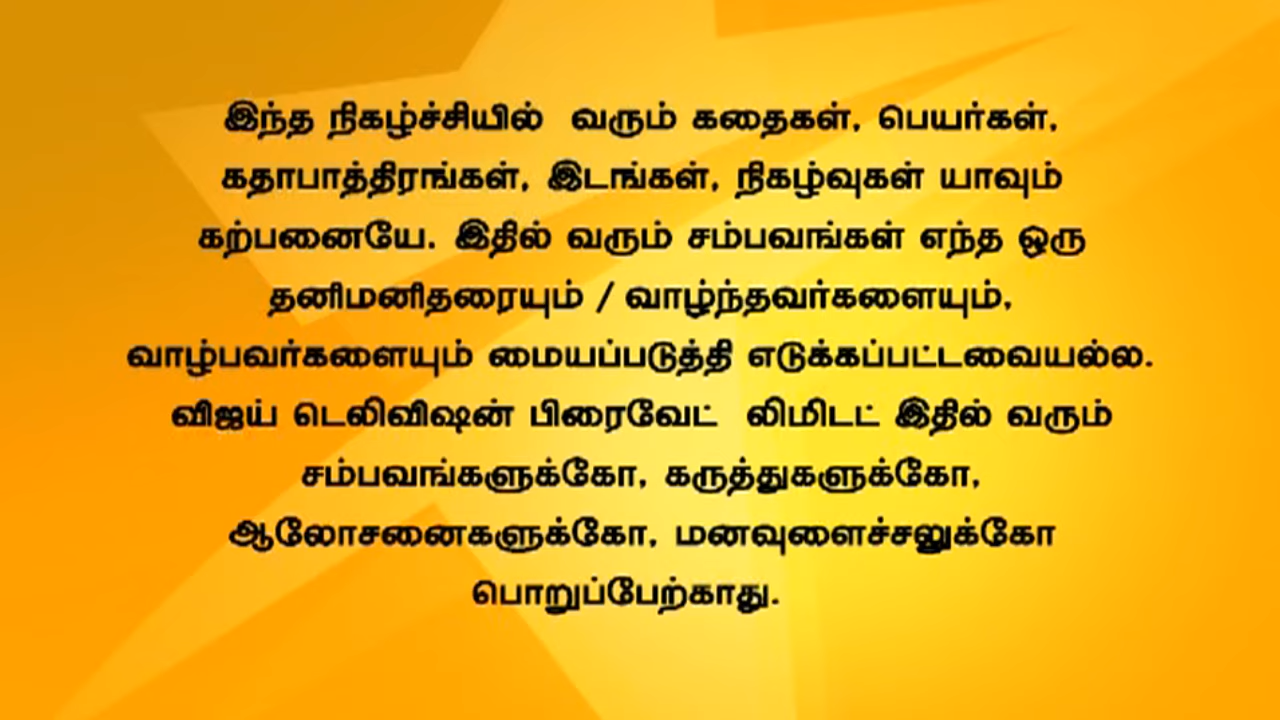 இந்த நிகழ்ச்சியில் வரும் கதைகள், பெயர்கள்,
கதாபாத்திரங்கள், இடங்கள், நிகழ்வுகள் யாவும்
கற்பனையே. இதில் வரும் சம்பவங்கள் எந்த ஒரு
தனிமனிதரையும் / வாழ்ந்தவர்களையும்,
வாழ்பவர்களையும் மையப்படுத்தி எடுக்கப்பட்டவையல்ல.
விஜய் டெலிவிஷன் பிரைவேட் லிமிடட் இதில் வரும்
சம்பவங்களுக்கோ, கருத்துகளுக்கோ,
ஆலோசனைகளுக்கோ, மனவுளைச்சலுக்கோ
பொறுப்பேற்காது.